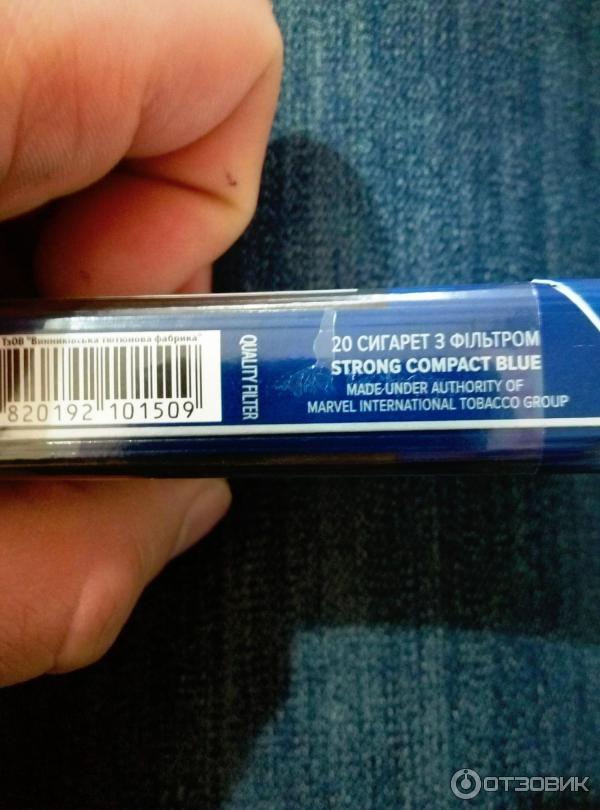 ТзОВ "Винниківська тютюнова фабрика"
820192 101509
QUALITY FILTER
20 СИГАРЕТ З ФІЛЬТРОМ
STRONG COMPACT BLUE
MADE UNDER AUTHORITY OF
MARVEL INTERNATIONAL TOBACCO GROUP
ОТЗОВИК